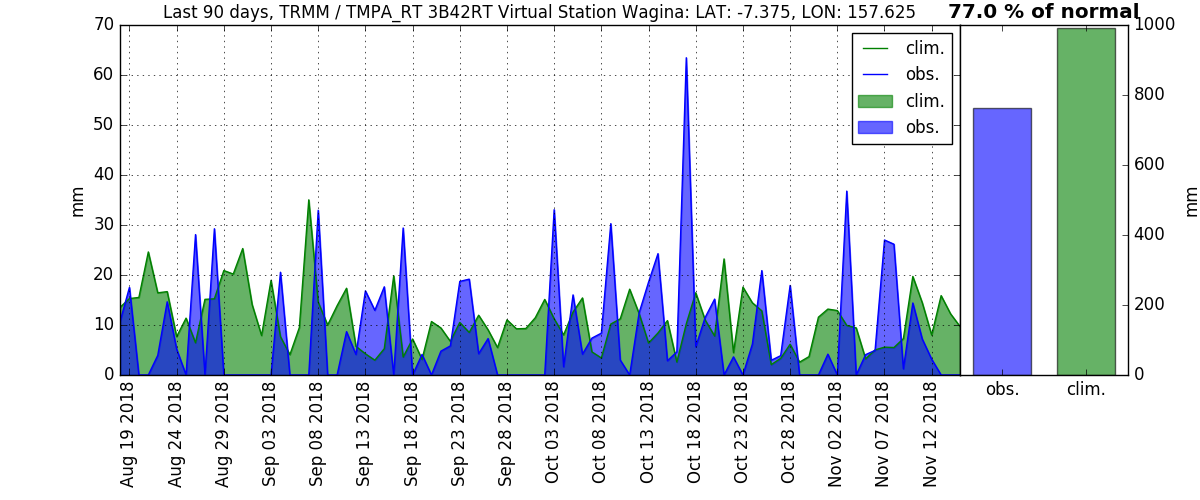 Last 90 days, TRMM / TMPA_RT 3B42RT Virtual Station Wagina: LAT: -7.375, LON: 157.625
77.0 % of normal
70
60
50
40
30
20
10
0
mm
clim.
obs.
clim.
obs.
1000
800
600
400
200
0
mm
obs.
clim.
Aug 19 2018
Aug 24 2018
Aug 29 2018
Sep 03 2018
Sep 08 2018
Sep 13 2018
Sep 18 2018
Sep 23 2018
Sep 28 2018
Oct 03 2018
Oct 08 2018
Oct 13 2018
Oct 18 2018
Oct 23 2018
Oct 28 2018
Nov 02 2018
Nov 07 2018
Nov 12 2018